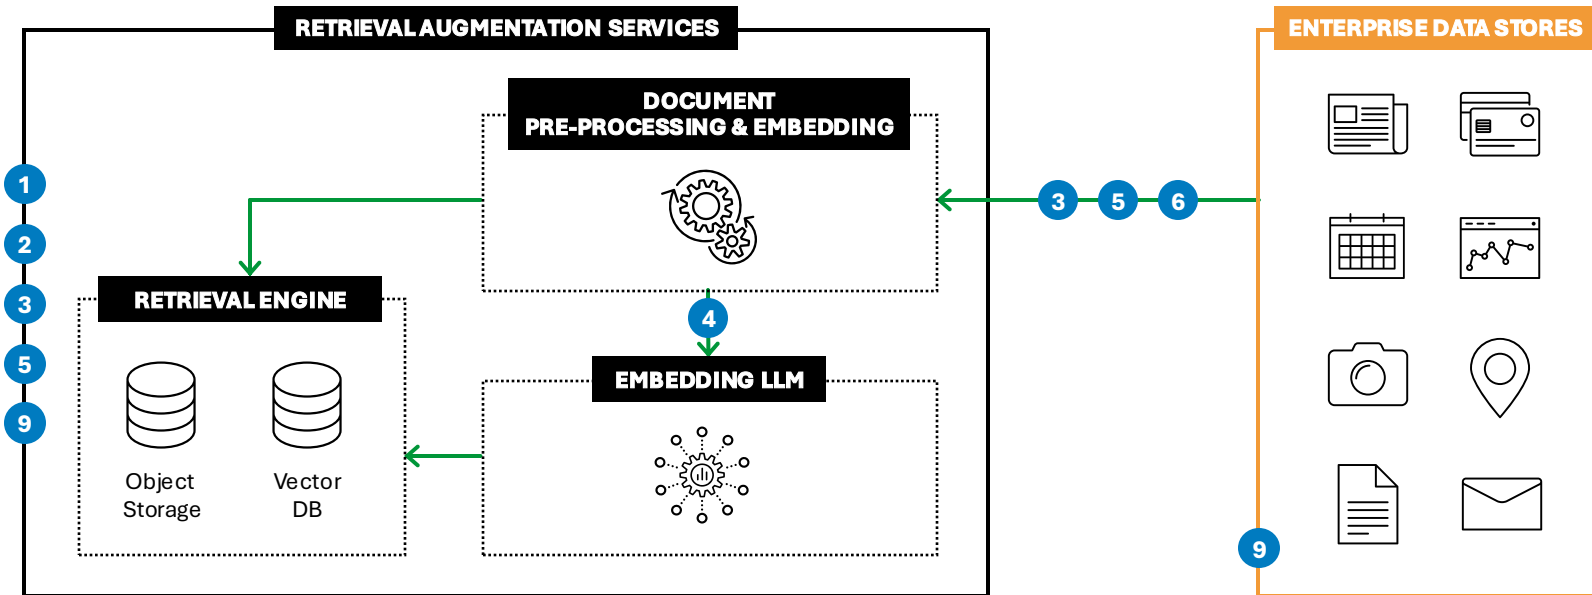 RETRIEVAL AUGMENTATION SERVICES
ENTERPRISE DATA STORES
DOCUMENT
PRE-PROCESSING & EMBEDDING
1
2
3
5
9
3 5 6
RETRIEVAL ENGINE
4
EMBEDDING LLM
Object
Storage
Vector
DB
9